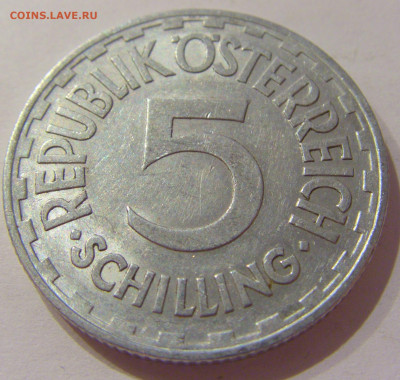 COINS.LAVE.RU
REPUBLIK ÖSTERREICH
5
· SCHILLING ·